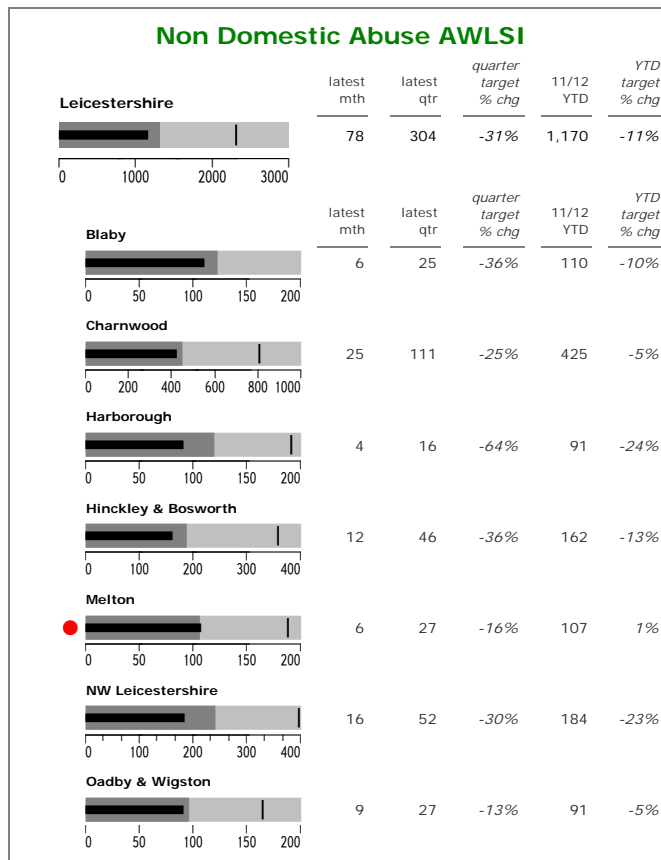 Non Domestic Abuse AWLSI
latest mth latest qtr quarter target % chg 11/12 YTD YTD target % chg
Leicestershire
78 304 -31% 1,170 -11%
0 1000 2000 3000
latest mth latest qtr quarter target % chg 11/12 YTD YTD target % chg
Blaby
6 25 -36% 110 -10%
0 50 100 150 200
Charnwood
25 111 -25% 425 -5%
0 200 400 600 800 1000
Harborough
4 16 -64% 91 -24%
0 50 100 150 200
Hinckley & Bosworth
12 46 -36% 162 -13%
0 100 200 300 400
Melton
6 27 -16% 107 1%
0 50 100 150 200
NW Leicestershire
16 52 -30% 184 -23%
0 100 200 300 400
Oadby & Wigston
9 27 -13% 91 -5%
0 50 100 150 200